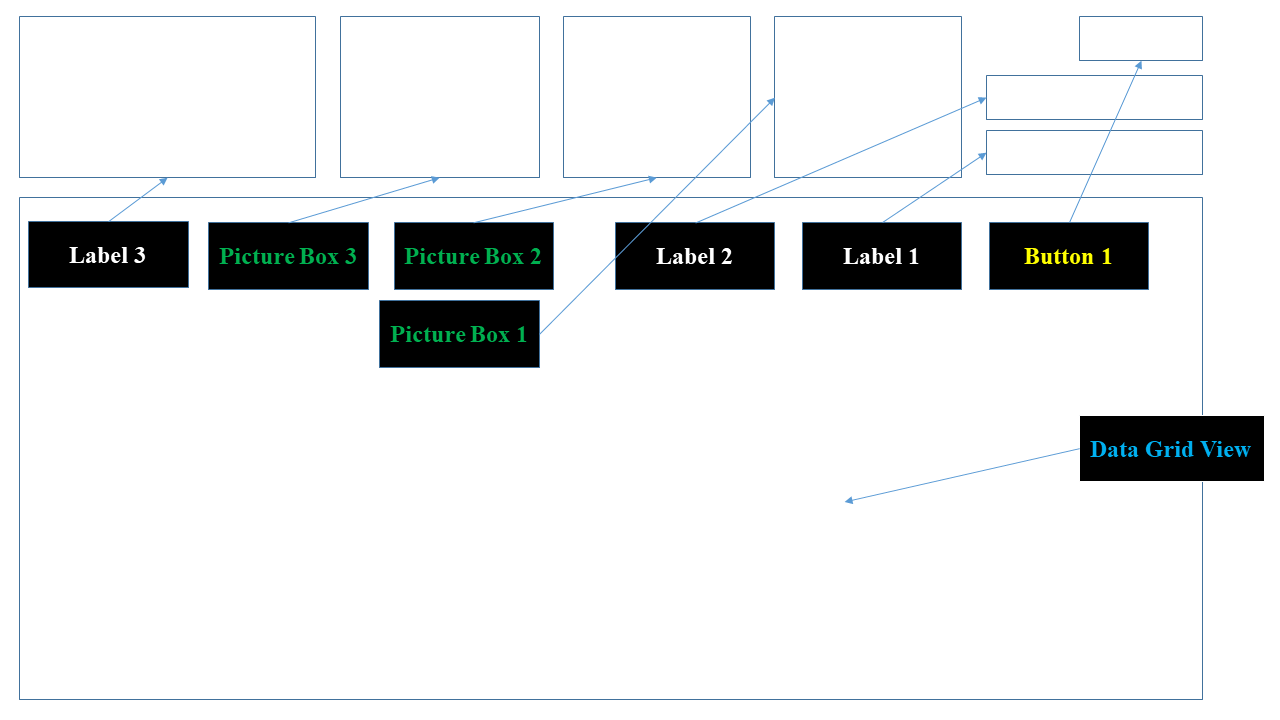 Label 3
Picture Box 3
Picture Box 2
Label 2
Label 1
Button 1
Picture Box 1
Data Grid View